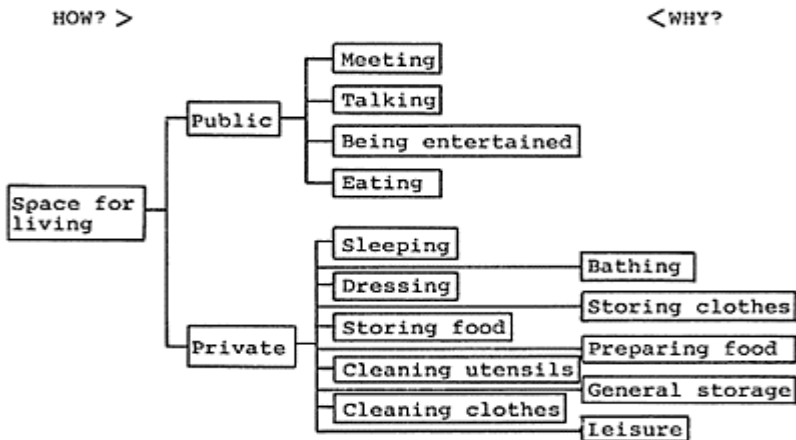 HOW? >
<WHY?
Meeting
Talking
Public
Being entertained
Eating
Space for
living
Sleeping
Bathing
Dressing
Storing clothes
Storing food
Private
Preparing food
Cleaning utensils
General storage
Cleaning clothes
Leisure